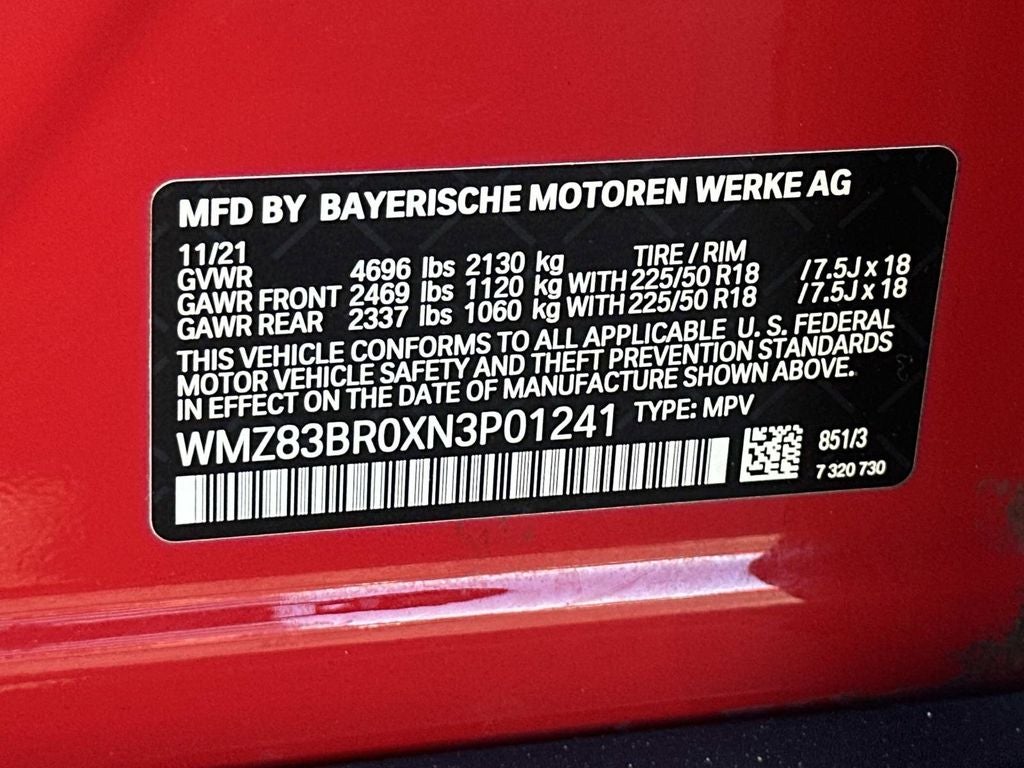 MFD BY BAYERISCHE MOTOREN WERKE AG
11/21 TIRE / RIM
GVWR 4696 lbs 2130 kg
GAWR FRONT 2469 lbs 1120 kg WITH 225/50 R18 /7.5J x 18
GAWR REAR 2337 lbs 1060 kg WITH 225/50 R18 /7.5J x 18
THIS VEHICLE CONFORMS TO ALL APPLICABLE U. S. FEDERAL
MOTOR VEHICLE SAFETY AND THEFT PREVENTION STANDARDS
IN EFFECT ON THE DATE OF MANUFACTURE SHOWN ABOVE.
WMZ83BR0XN3P01241 TYPE: MPV
851/3
7 320 730